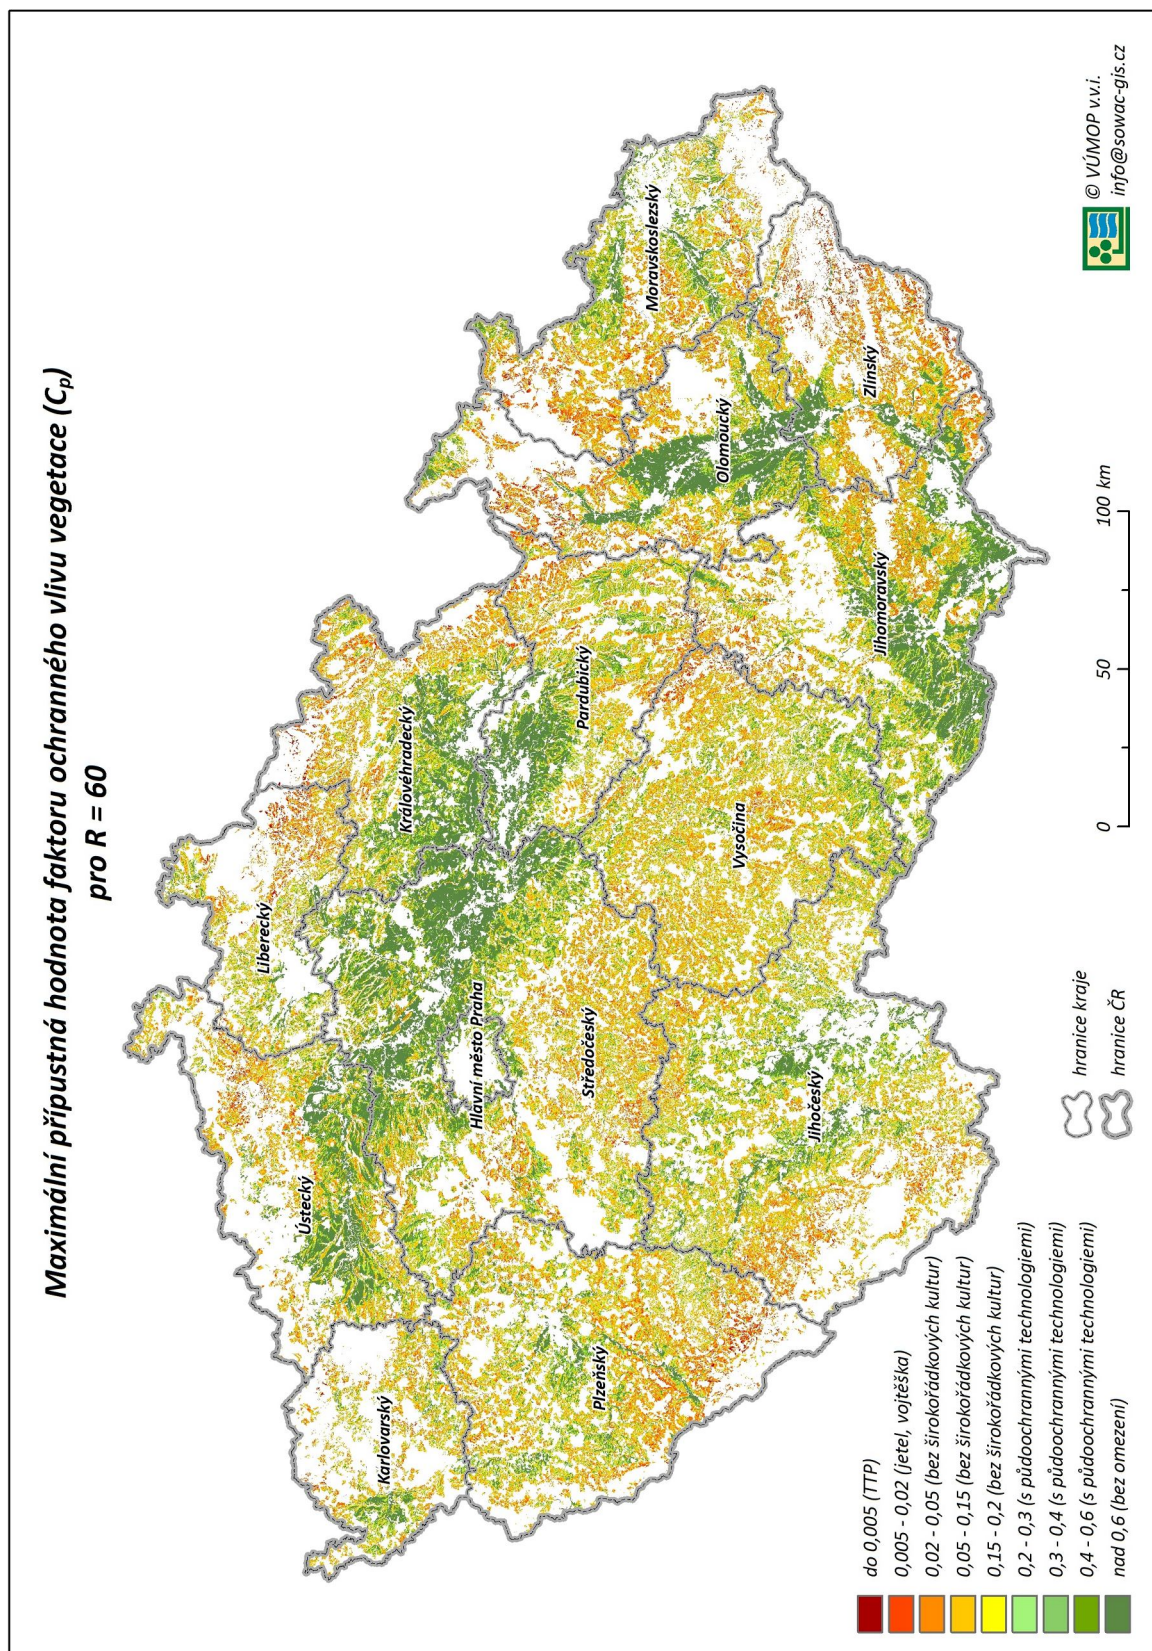 Maximální přípustná hodnota faktoru ochranného vlivu vegetace (Cp)
pro R = 60
Liberecký
Ústecký
Karlovarský
Královéhradecký
Hlavní město Praha
Středočeský
Pardubický
Plzeňský
Moravskoslezský
Olomoucký
Vysočina
Jihočeský
Jihomoravský
Zlínský
do 0,005 (TTP)
0,005 - 0,02 (jetel, vojtěška)
0,02 - 0,05 (bez širokořádkových kultur)
0,05 - 0,15 (bez širokořádkových kultur)
0,15 - 0,2 (bez širokořádkových kultur)
0,2 - 0,3 (s půdoochrannými technologiemi)
0,3 - 0,4 (s půdoochrannými technologiemi)
0,4 - 0,6 (s půdoochrannými technologiemi)
nad 0,6 (bez omezení)
hranice kraje
hranice ČR
0 50 100 km
© VÚMOP v.v.i.
info@sowac-gis.cz